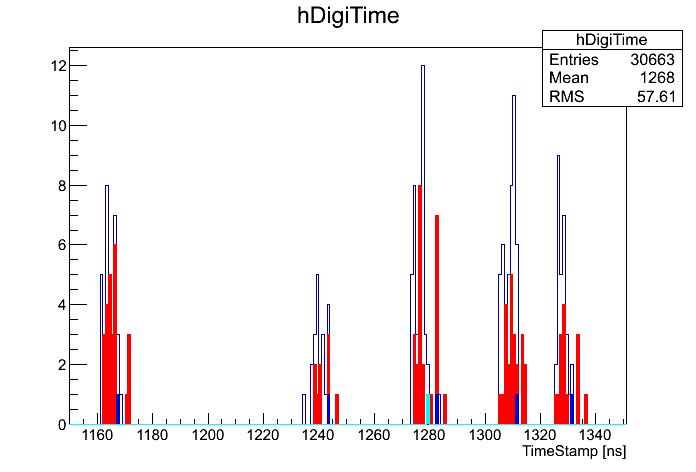 hDigiTime
hDigiTime
Entries 30663
Mean 1268
RMS 57.61
12
10
8
6
4
2
0
1160 1180 1200 1220 1240 1260 1280 1300 1320 1340
TimeStamp [ns]